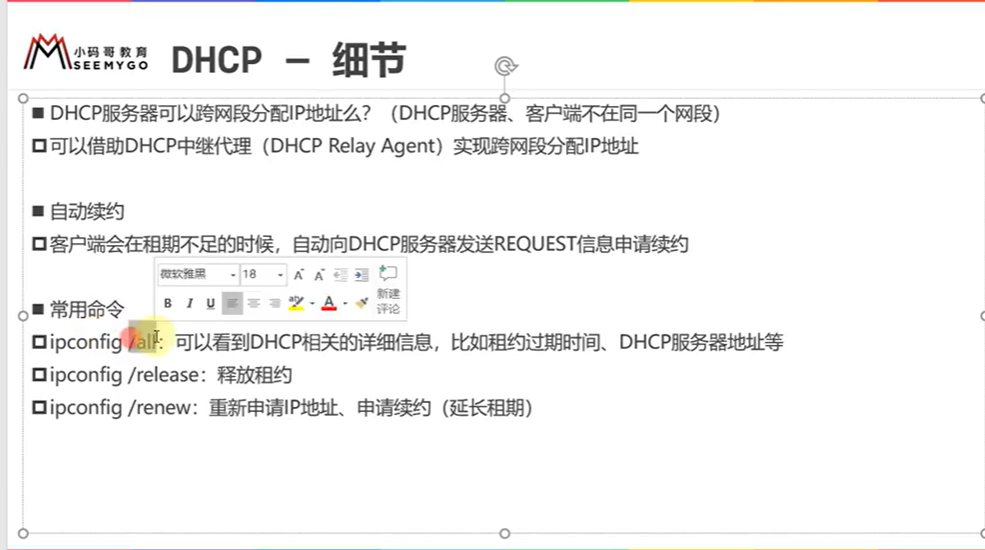 小码哥教育
SEEMYGO
DHCP － 细节
DHCP服务器可以跨网段分配IP地址么？（DHCP服务器、客户端不在同一个网段）
可以借助DHCP中继代理（DHCP Relay Agent）实现跨网段分配IP地址
自动续约
客户端会在租期不足的时候，自动向DHCP服务器发送REQUEST信息申请续约
微软雅黑 18 A A
B I U ab A 新建
评论
常用命令
ipconfig /all：可以看到DHCP相关的详细信息，比如租约过期时间、DHCP服务器地址等
ipconfig /release：释放租约
ipconfig /renew：重新申请IP地址、申请续约（延长租期）